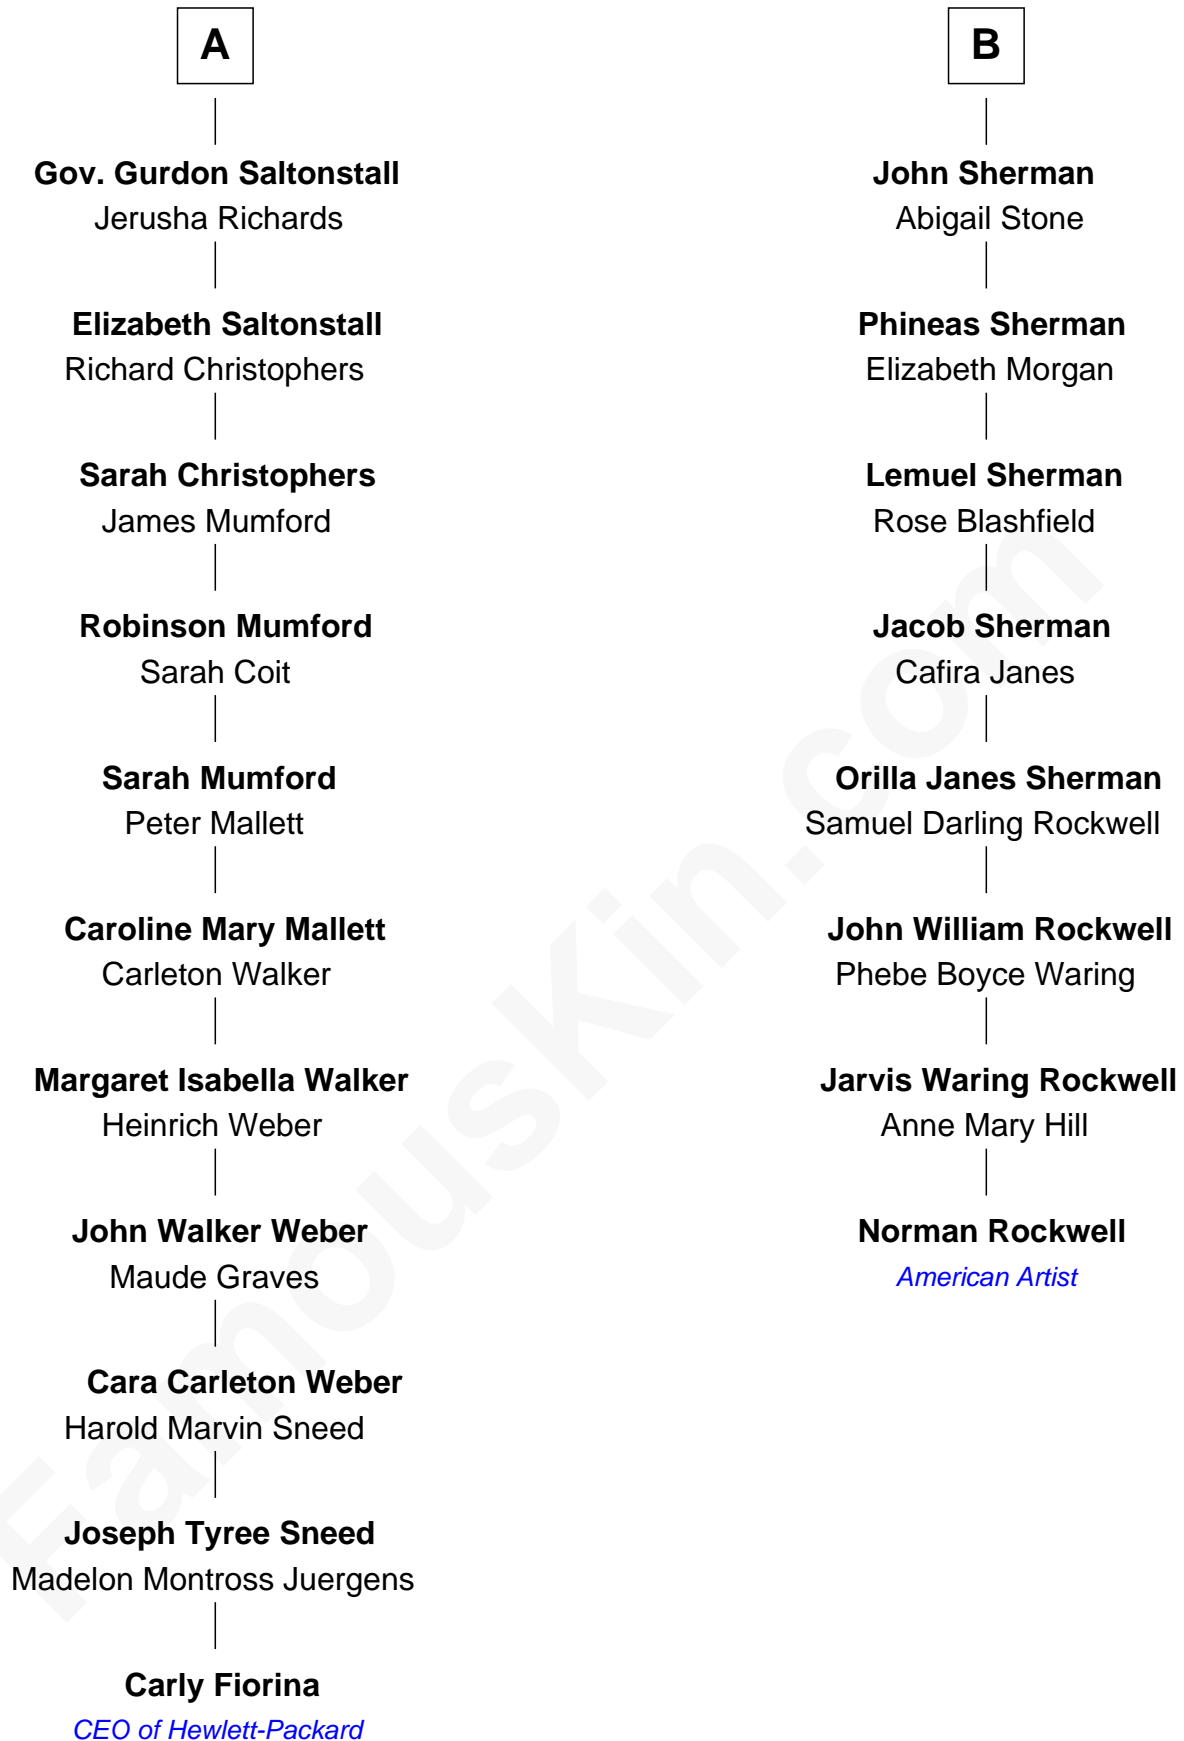 A
Gov. Gurdon Saltonstall
Jerusha Richards
Elizabeth Saltonstall
Richard Christophers
Sarah Christophers
James Mumford
Robinson Mumford
Sarah Coit
Sarah Mumford
Peter Mallett
Caroline Mary Mallett
Carleton Walker
Margaret Isabella Walker
Heinrich Weber
John Walker Weber
Maude Graves
Cara Carleton Weber
Harold Marvin Sneed
Joseph Tyree Sneed
Madelon Montross Juergens
Carly Fiorina
CEO of Hewlett-Packard
B
John Sherman
Abigail Stone
Phineas Sherman
Elizabeth Morgan
Lemuel Sherman
Rose Blashfield
Jacob Sherman
Cafira Janes
Orilla Janes Sherman
Samuel Darling Rockwell
John William Rockwell
Phebe Boyce Waring
Jarvis Waring Rockwell
Anne Mary Hill
Norman Rockwell
American Artist
FamousKin.com